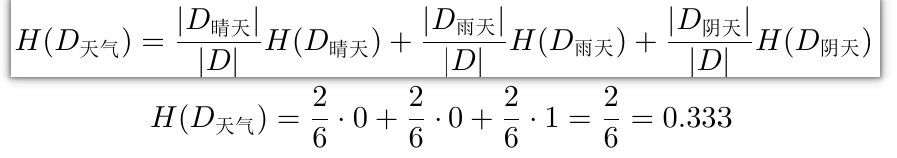 H(D天气) = |D晴天|/|D| H(D晴天) + |D雨天|/|D| H(D雨天) + |D阴天|/|D| H(D阴天)
H(D天气) = 2/6 · 0 + 2/6 · 0 + 2/6 · 1 = 2/6 = 0.333